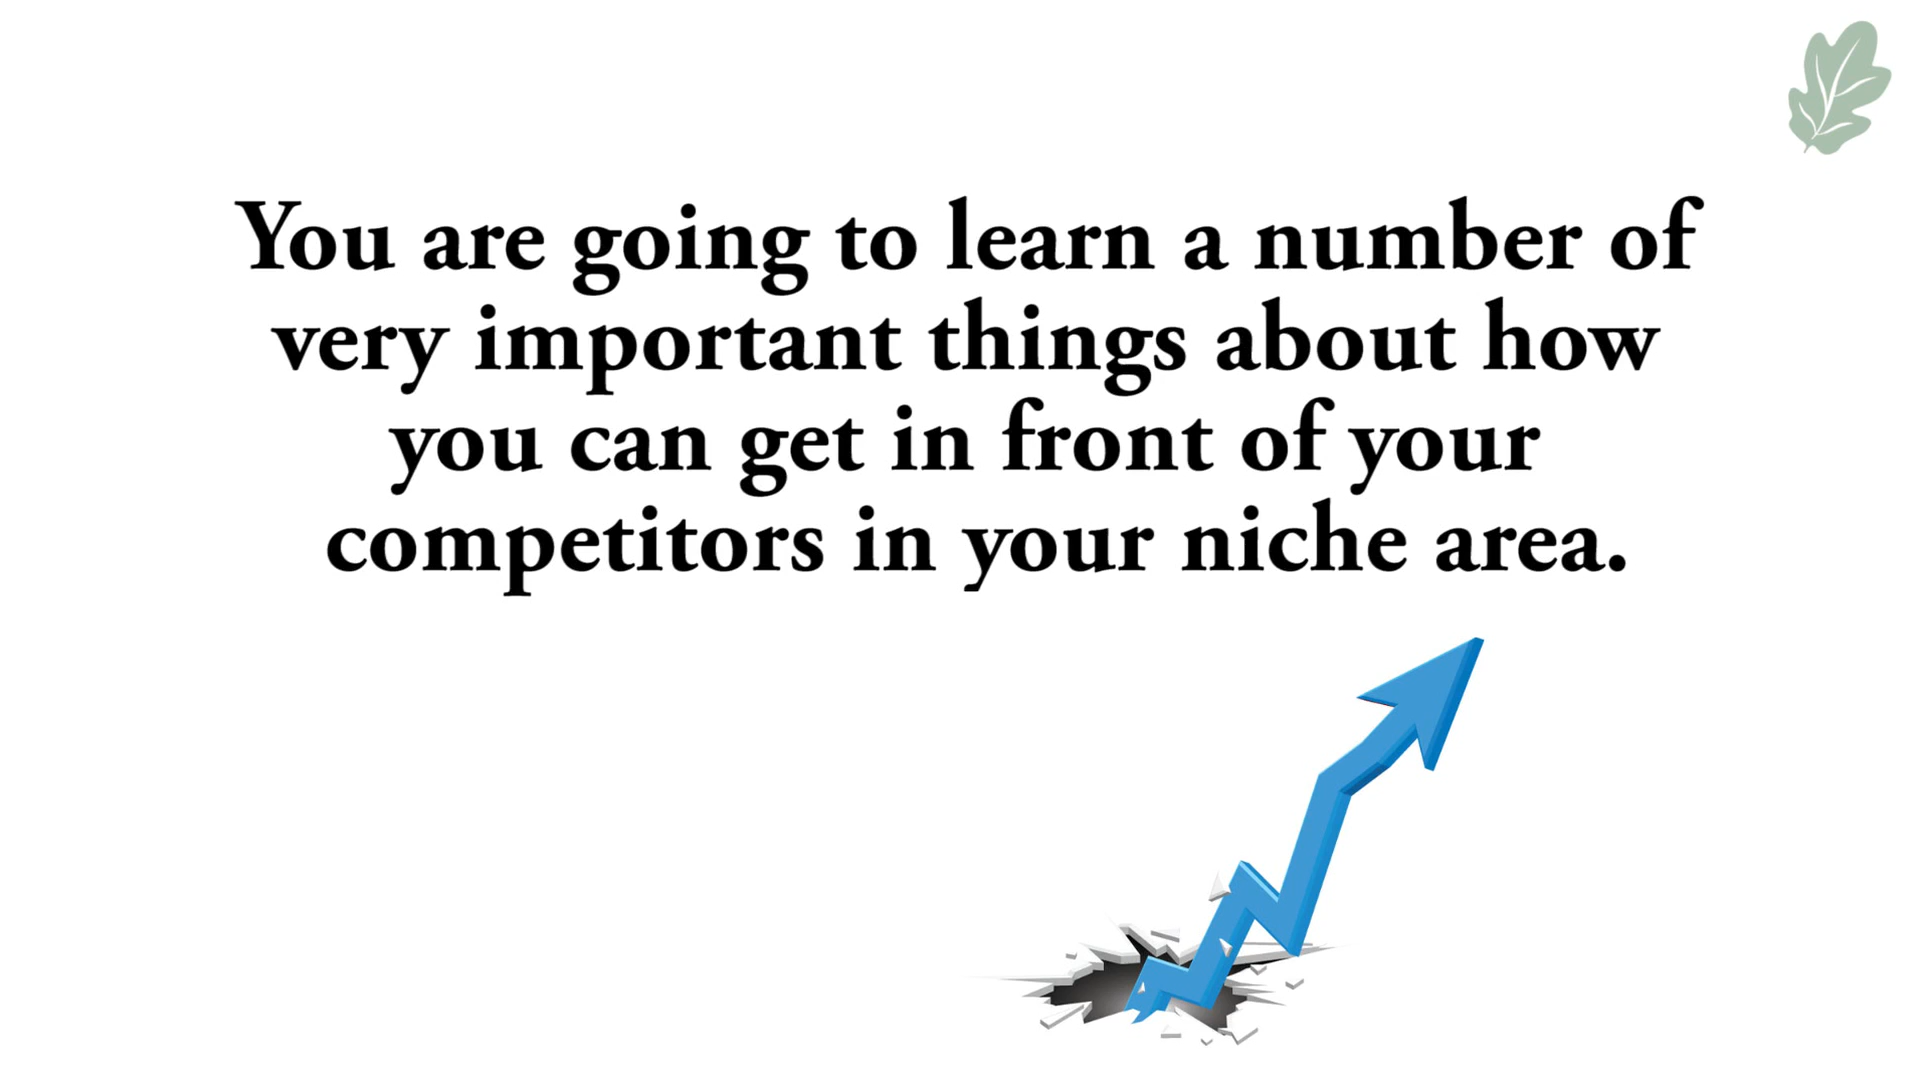 You are going to learn a number of
very important things about how
you can get in front of your
competitors in your niche area.